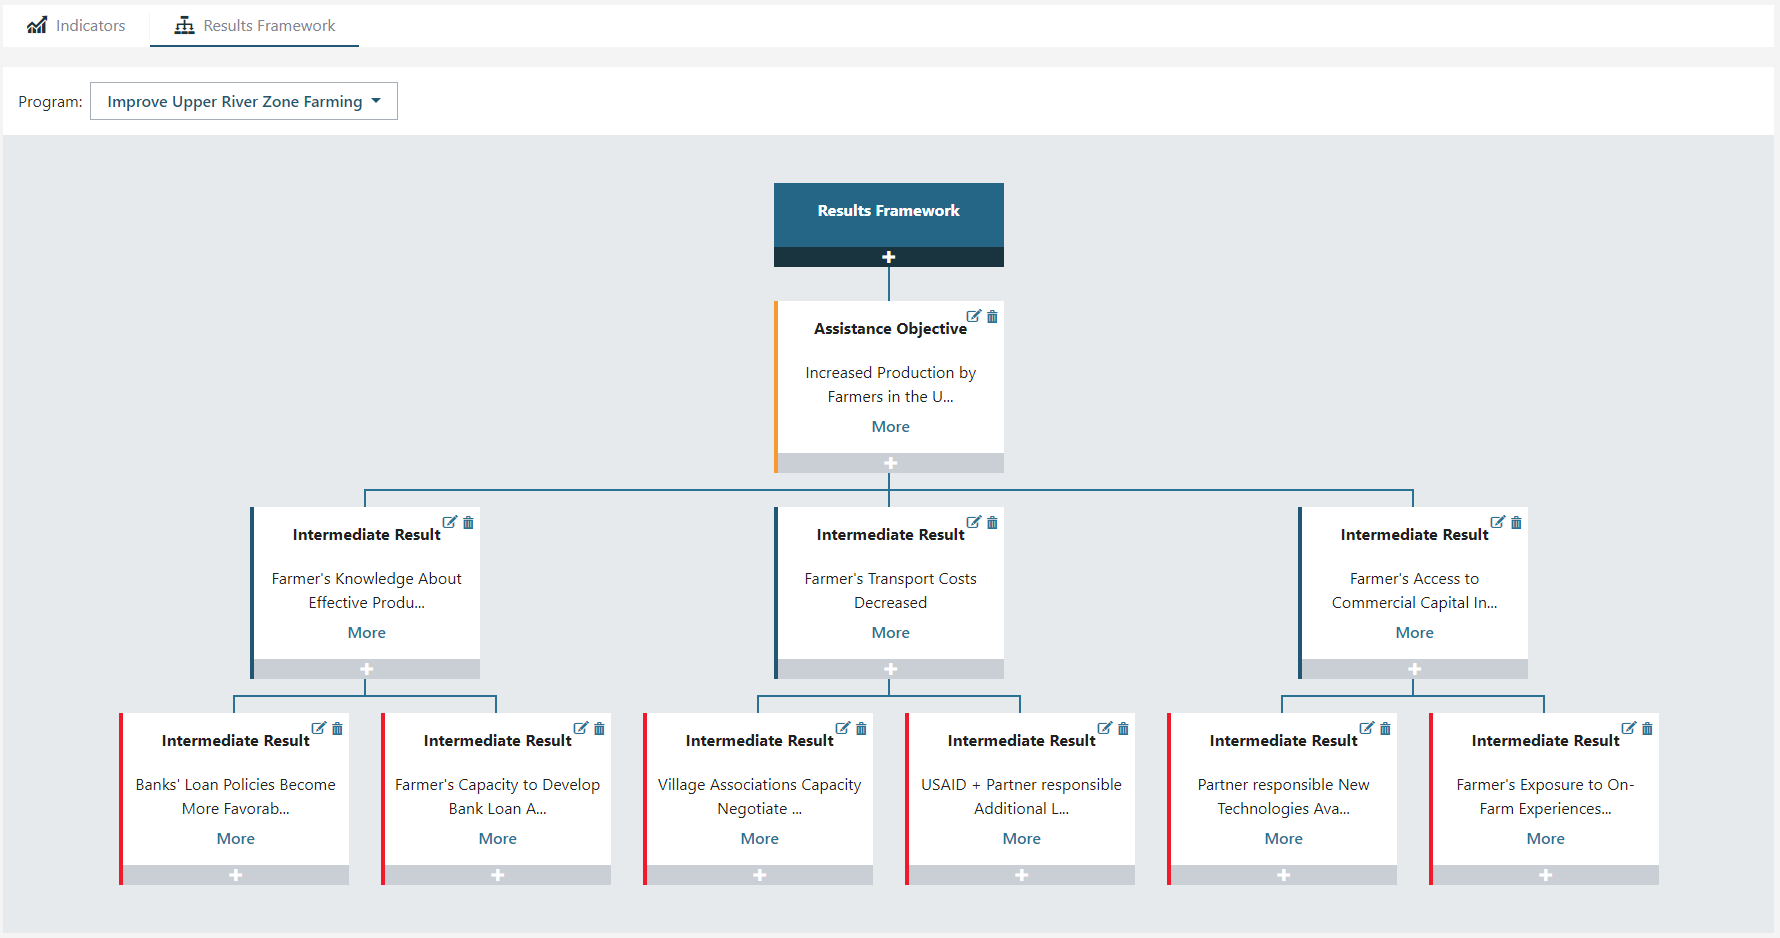 Indicators
Results Framework
Program:
Improve Upper River Zone Farming
Results Framework
Assistance Objective
Increased Production by
Farmers in the U...
More
Intermediate Result
Farmer's Knowledge About
Effective Produ...
More
Intermediate Result
Farmer's Transport Costs
Decreased
More
Intermediate Result
Farmer's Access to
Commercial Capital In...
More
Intermediate Result
Banks' Loan Policies Become
More Favorab...
More
Intermediate Result
Farmer's Capacity to Develop
Bank Loan A...
More
Intermediate Result
Village Associations Capacity
Negotiate ...
More
Intermediate Result
USAID + Partner responsible
Additional L...
More
Intermediate Result
Partner responsible New
Technologies Ava...
More
Intermediate Result
Farmer's Exposure to On-
Farm Experiences...
More